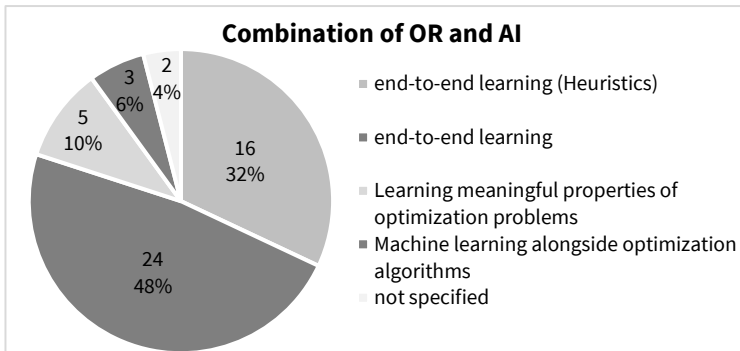 Combination of OR and AI
2
4%
3
6%
5
10%
16
32%
24
48%
end-to-end learning (Heuristics)
end-to-end learning
Learning meaningful properties of
optimization problems
Machine learning alongside optimization
algorithms
not specified